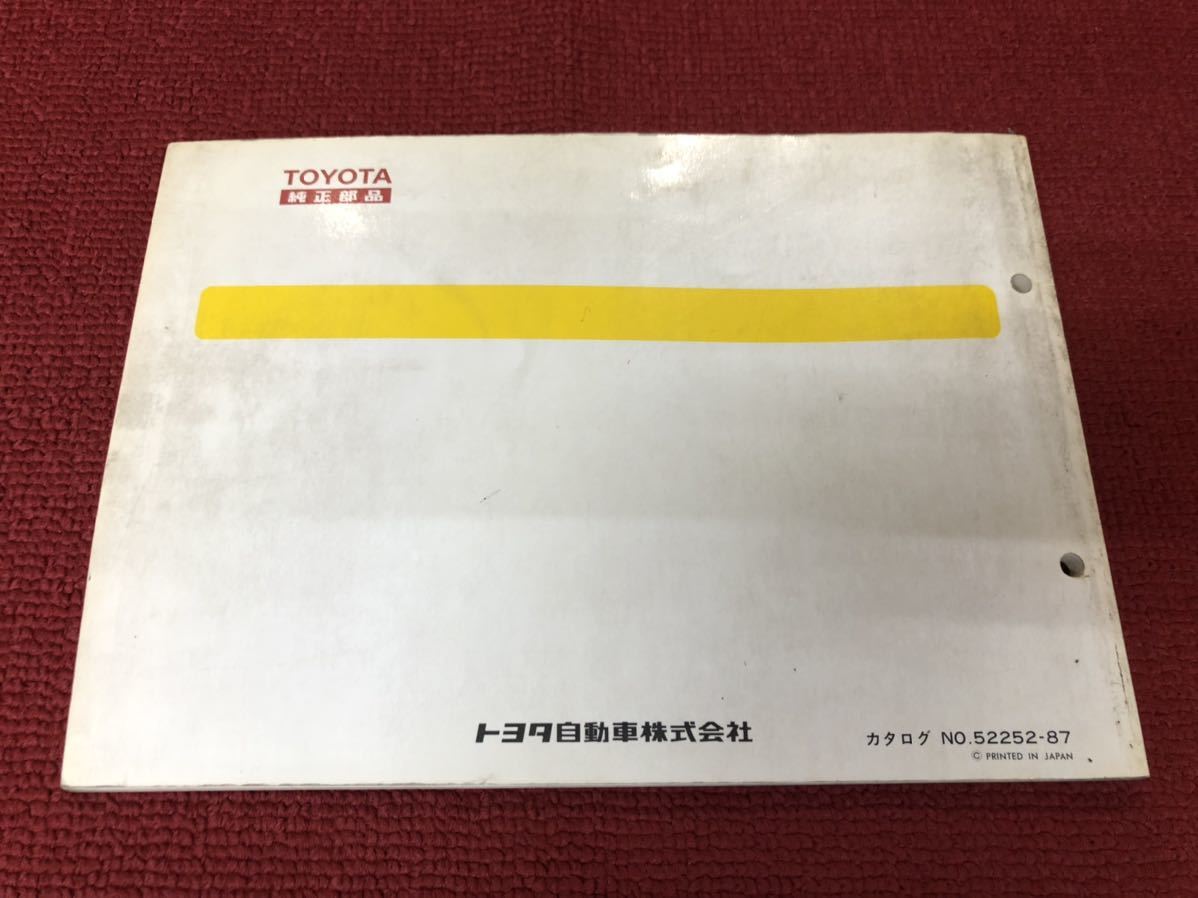 TOYOTA
純正部品
トヨタ自動車株式会社
カタログ NO.52252-87
© PRINTED IN JAPAN